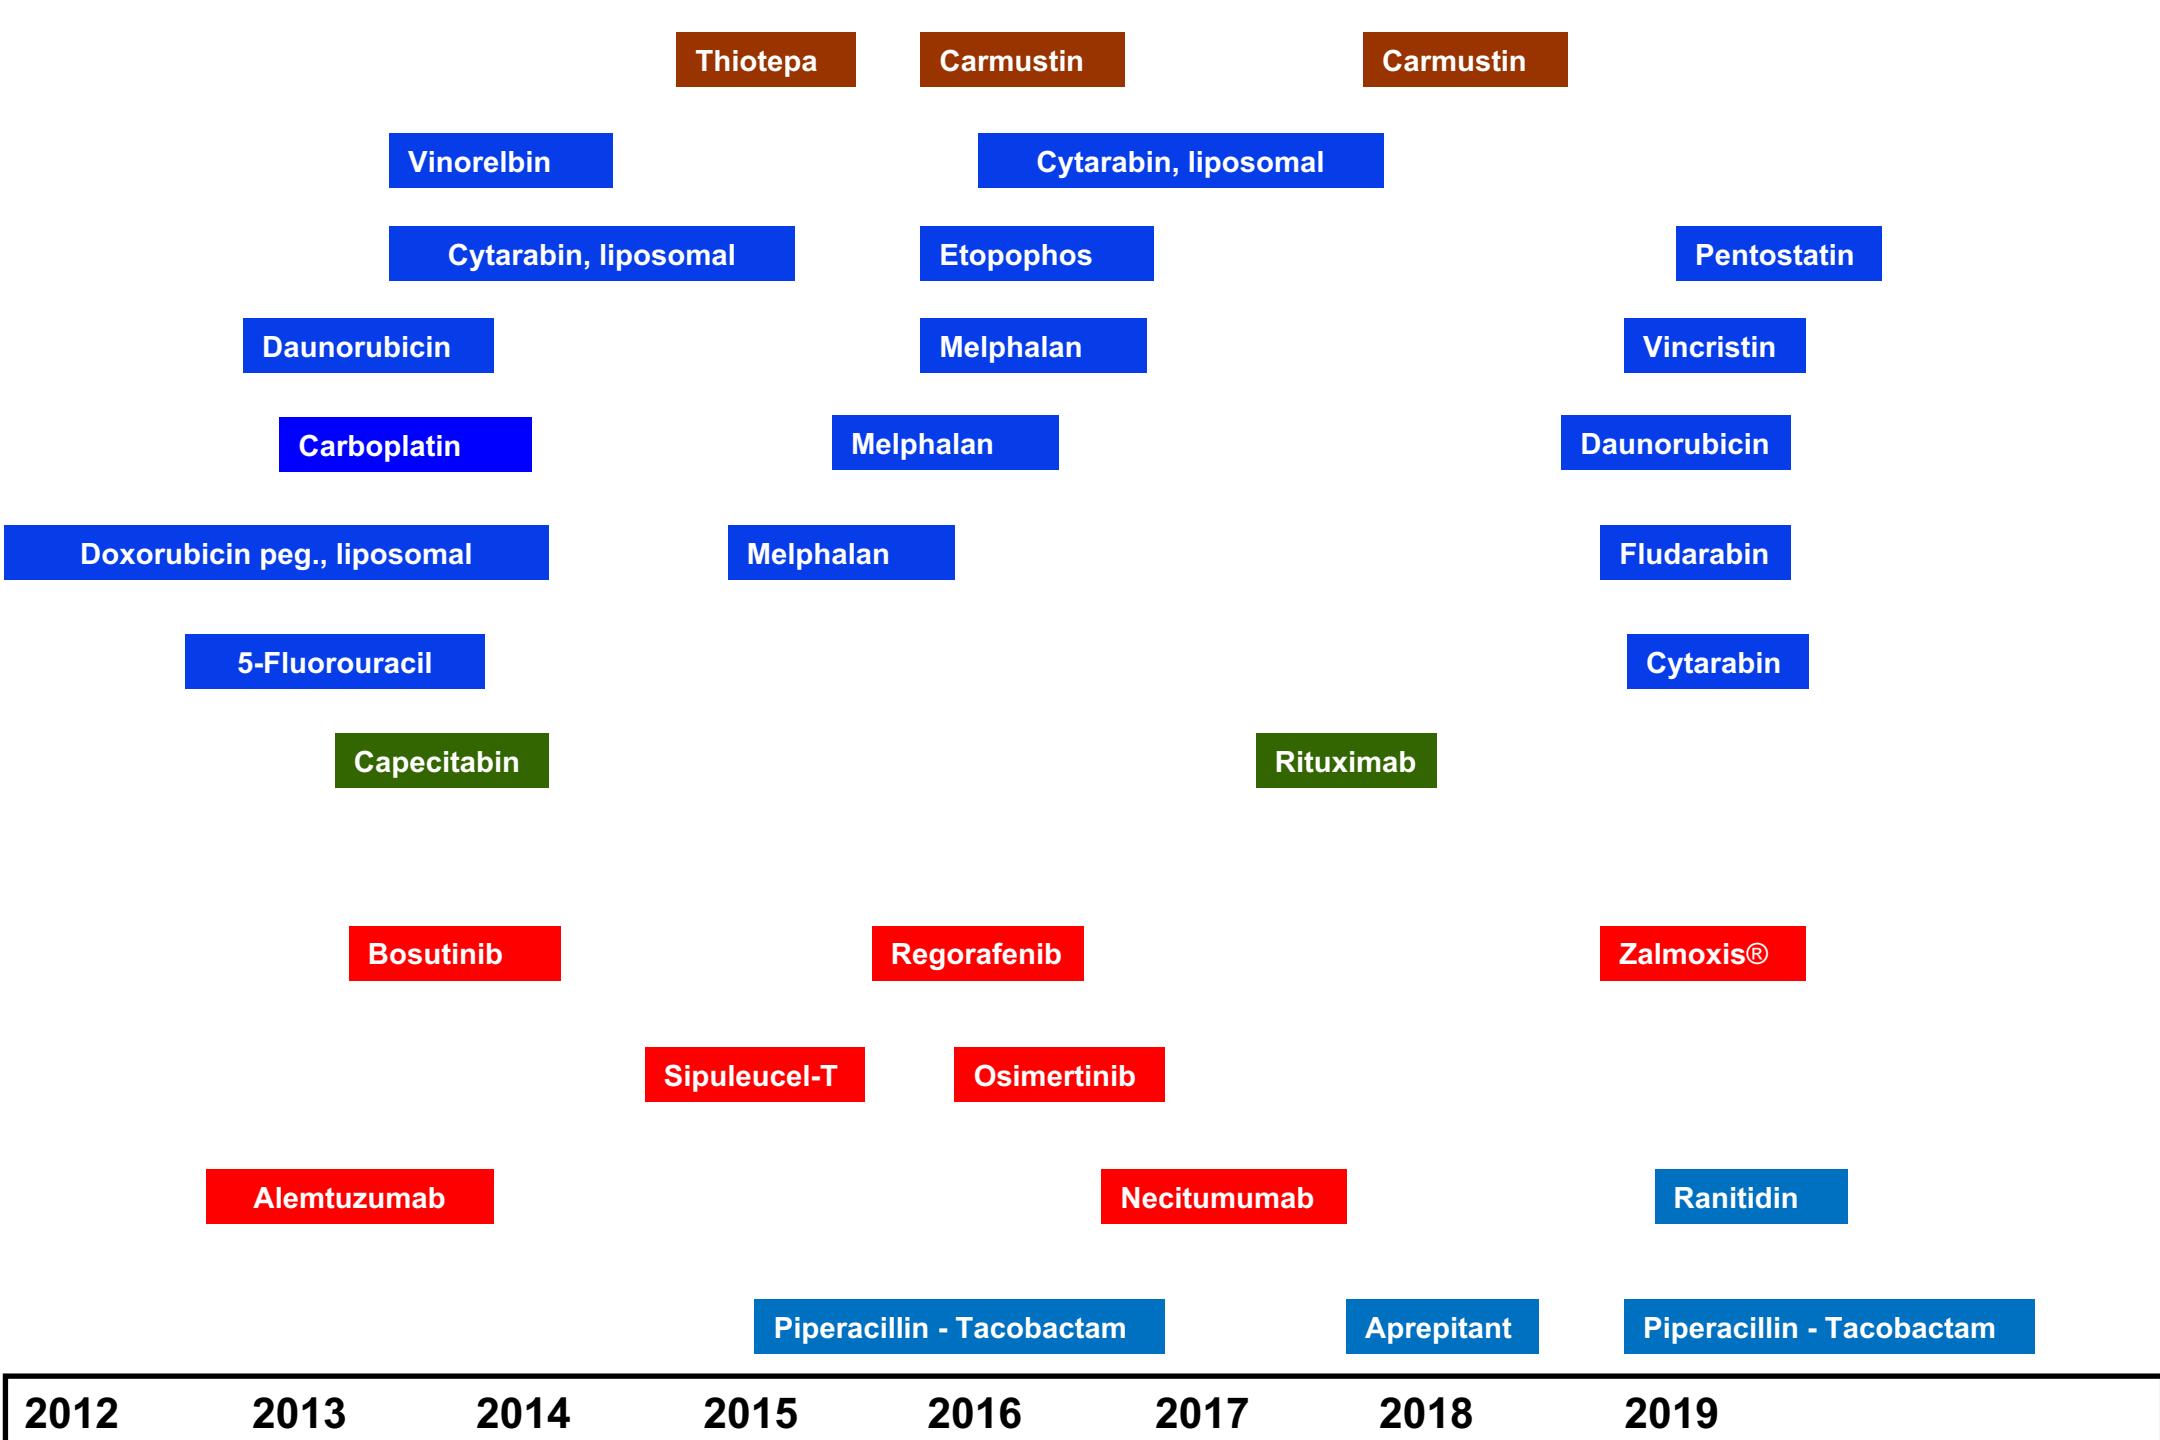 Thiotepa
Carmustin
Carmustin
Vinorelbin
Cytarabin, liposomal
Cytarabin, liposomal
Etopophos
Pentostatin
Daunorubicin
Melphalan
Vincristin
Carboplatin
Melphalan
Daunorubicin
Doxorubicin peg., liposomal
Melphalan
Fludarabin
5-Fluorouracil
Cytarabin
Capecitabin
Rituximab
Bosutinib
Regorafenib
Zalmoxis®
Sipuleucel-T
Osimertinib
Alemtuzumab
Necitumumab
Ranitidin
Piperacillin - Tacobactam
Aprepitant
Piperacillin - Tacobactam
2012 2013 2014 2015 2016 2017 2018 2019